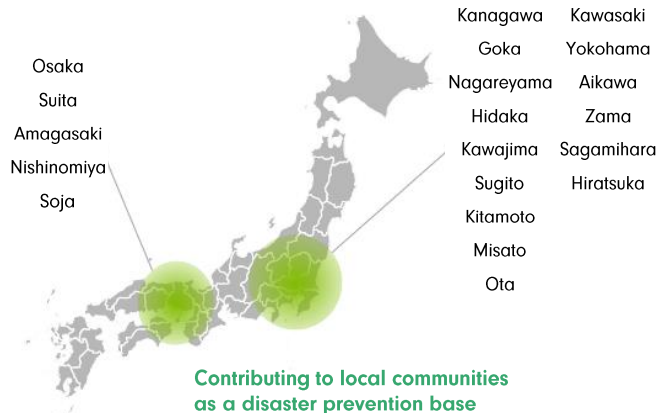 Osaka
Suita
Amagasaki
Nishinomiya
Soja
Kanagawa
Goka
Nagareyama
Hidaka
Kawajima
Sugito
Kitamoto
Misato
Ota
Kawasaki
Yokohama
Aikawa
Zama
Sagamihara
Hiratsuka
Contributing to local communities
as a disaster prevention base